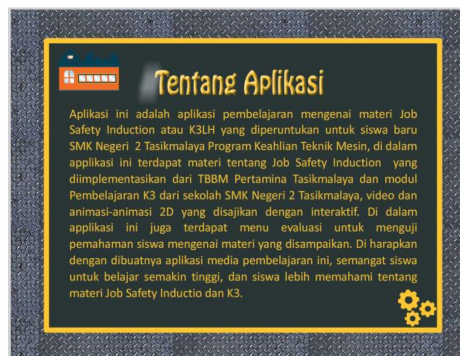 Tentang Aplikasi
Aplikasi ini adalah aplikasi pembelajaran mengenai materi Job
Safety Induction atau K3LH yang diperuntukan untuk siswa baru
SMK Negeri 2 Tasikmalaya Program Keahlian Teknik Mesin, di dalam
applikasi ini terdapat materi tentang Job Safety Induction yang
diimplementasikan dari TBBM Pertamina Tasikmalaya dan modul
Pembelajaran K3 dari sekolah SMK Negeri 2 Tasikmalaya, video dan
animasi-animasi 2D yang disajikan dengan interaktif. Di dalam
applikasi ini juga terdapat menu evaluasi untuk menguji
pemahaman siswa mengenai materi yang disampaikan. Di harapkan
dengan dibuatnya aplikasi media pembelajaran ini, semangat siswa
untuk belajar semakin tinggi, dan siswa lebih memahami tentang
materi Job Safety Inductio dan K3.